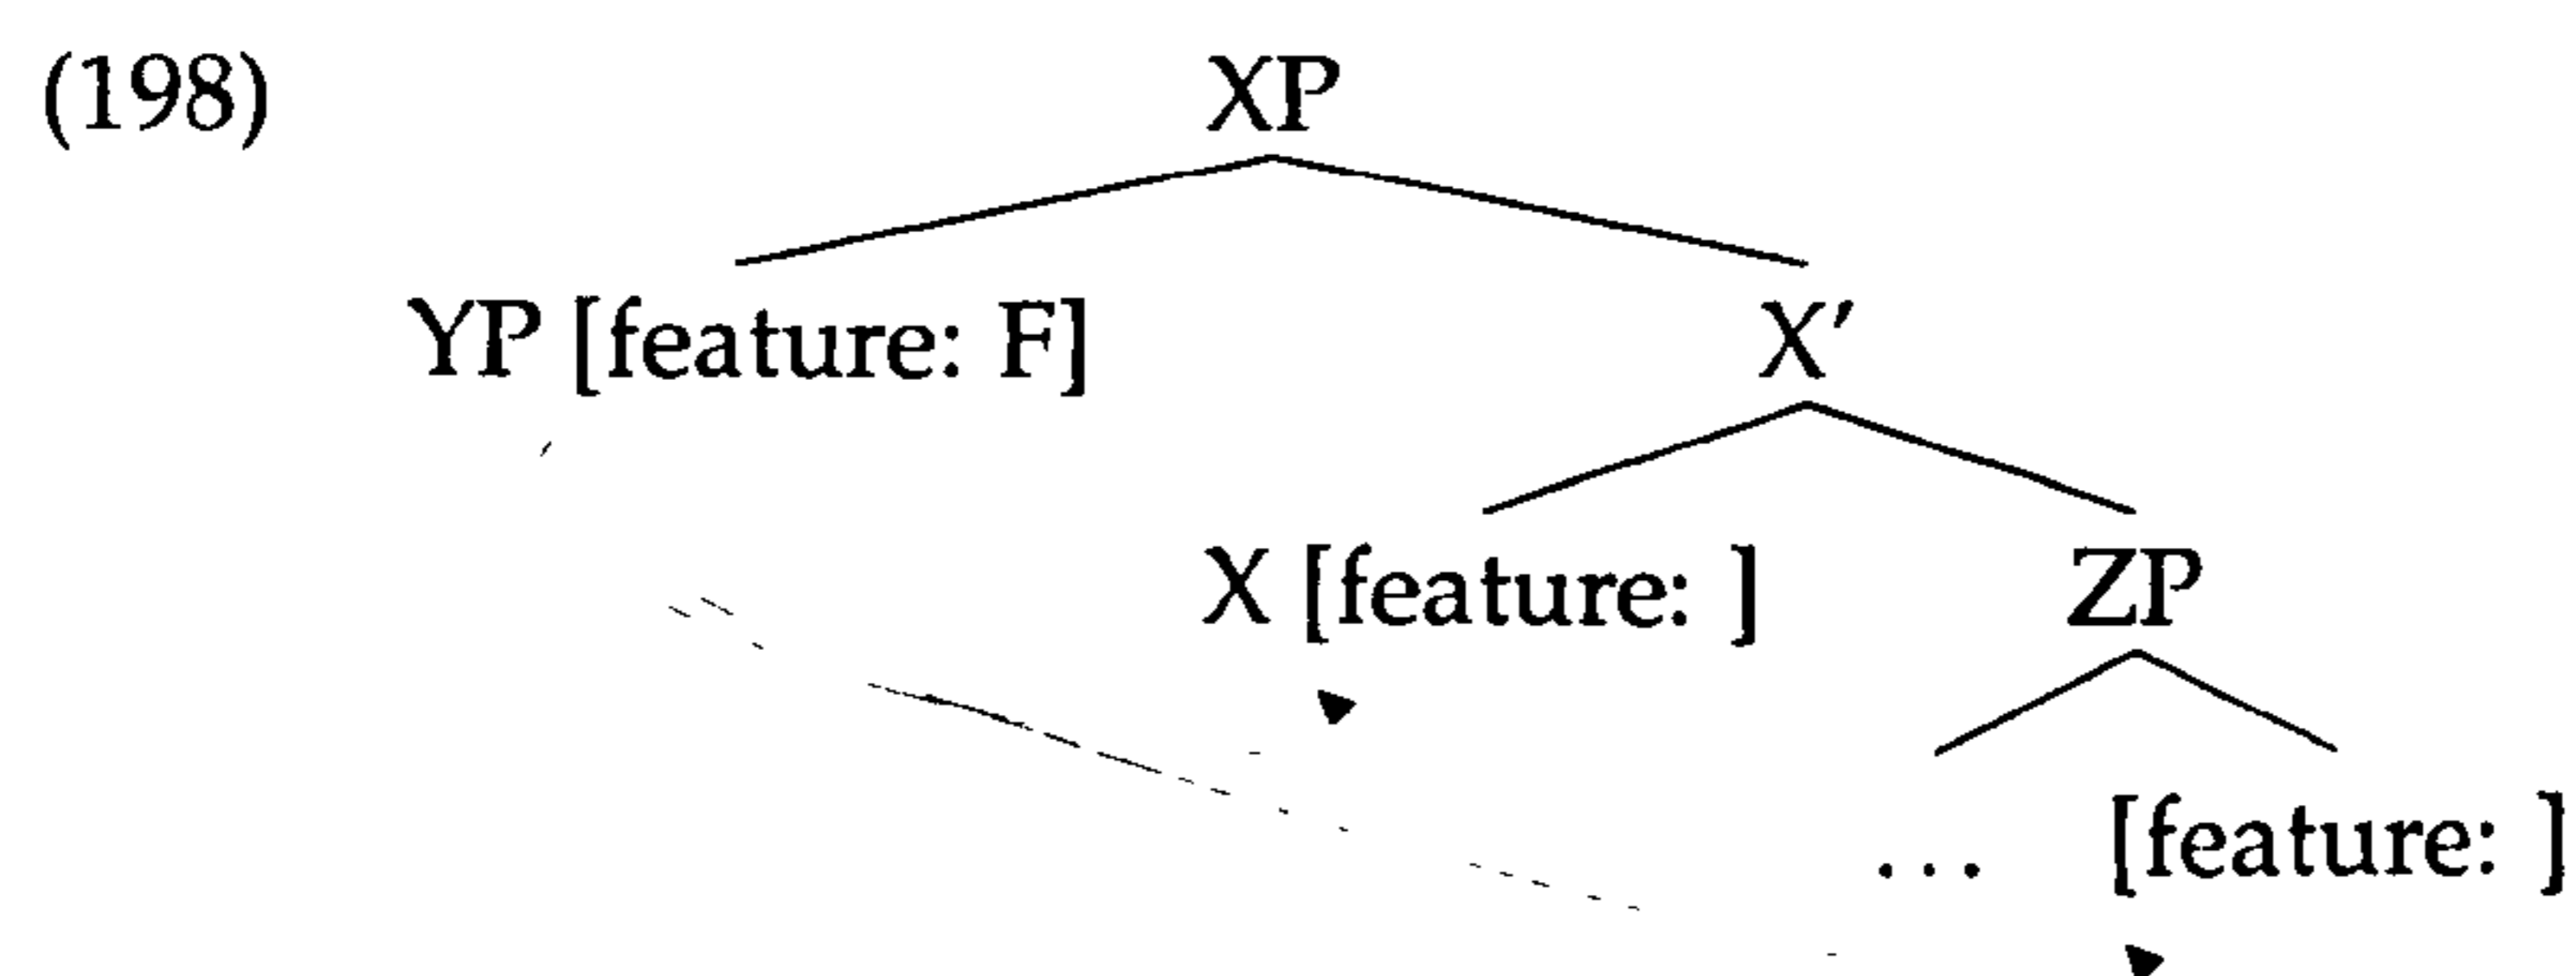 (198) XP
YP [feature: F] X′
X [feature: ] ZP
... [feature: ]